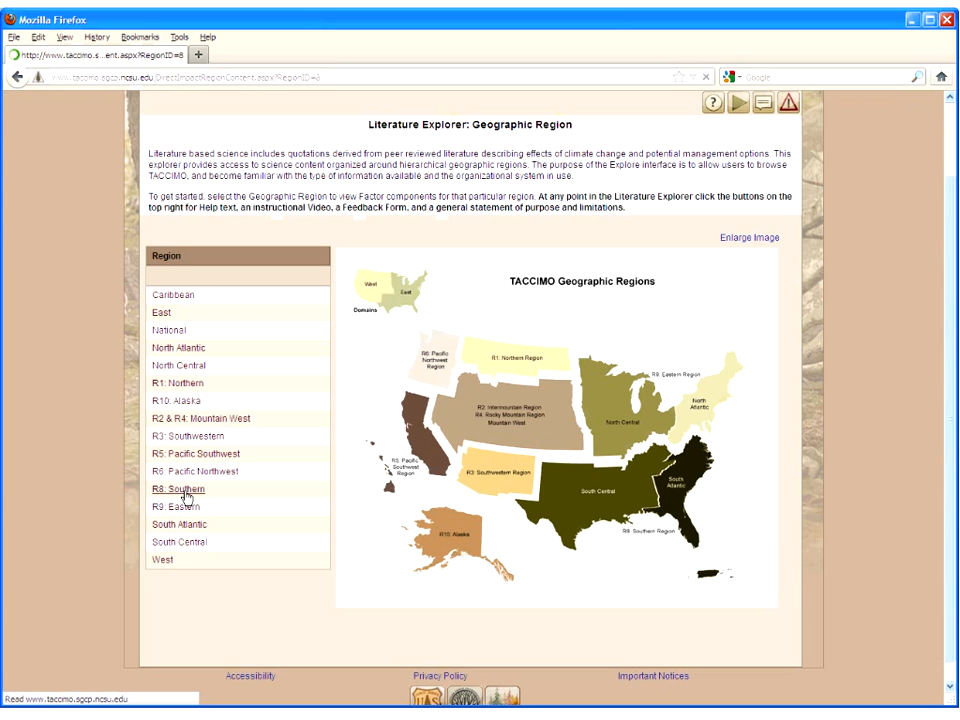 Mozilla Firefox
File Edit View History Bookmarks Tools Help
http://www.taccimo.s...ent.aspx?RegionID=8
www.taccimo.sgcp.ncsu.edu/DirectImpactRegionContent.aspx?RegionID=8
Google
Literature Explorer: Geographic Region
Literature based science includes quotations derived from peer reviewed literature describing effects of climate change and potential management options. This
explorer provides access to science content organized around hierarchical geographic regions. The purpose of the Explore interface is to allow users to browse
TACCIMO, and become familiar with the type of information available and the organizational system in use.
To get started, select the Geographic Region to view Factor components for that particular region. At any point in the Literature Explorer click the buttons on the
top right for Help text, an instructional Video, a Feedback Form, and a general statement of purpose and limitations.
Enlarge Image
Region
Caribbean
East
National
North Atlantic
North Central
R1: Northern
R10: Alaska
R2 & R4: Mountain West
R3: Southwestern
R5: Pacific Southwest
R6: Pacific Northwest
R8: Southern
R9: Eastern
South Atlantic
South Central
West
TACCIMO Geographic Regions
West
East
Domains
R6: Pacific
Northwest
Region
R1: Northern Region
R9: Eastern Region
North
Atlantic
R2: Intermountain Region
R4: Rocky Mountain Region
Mountain West
North Central
R5: Pacific
Southwest
Region
R3: Southwestern Region
South Central
South
Atlantic
R8: Southern Region
R10: Alaska
Accessibility Privacy Policy Important Notices
UAS
Read www.taccimo.sgcp.ncsu.edu